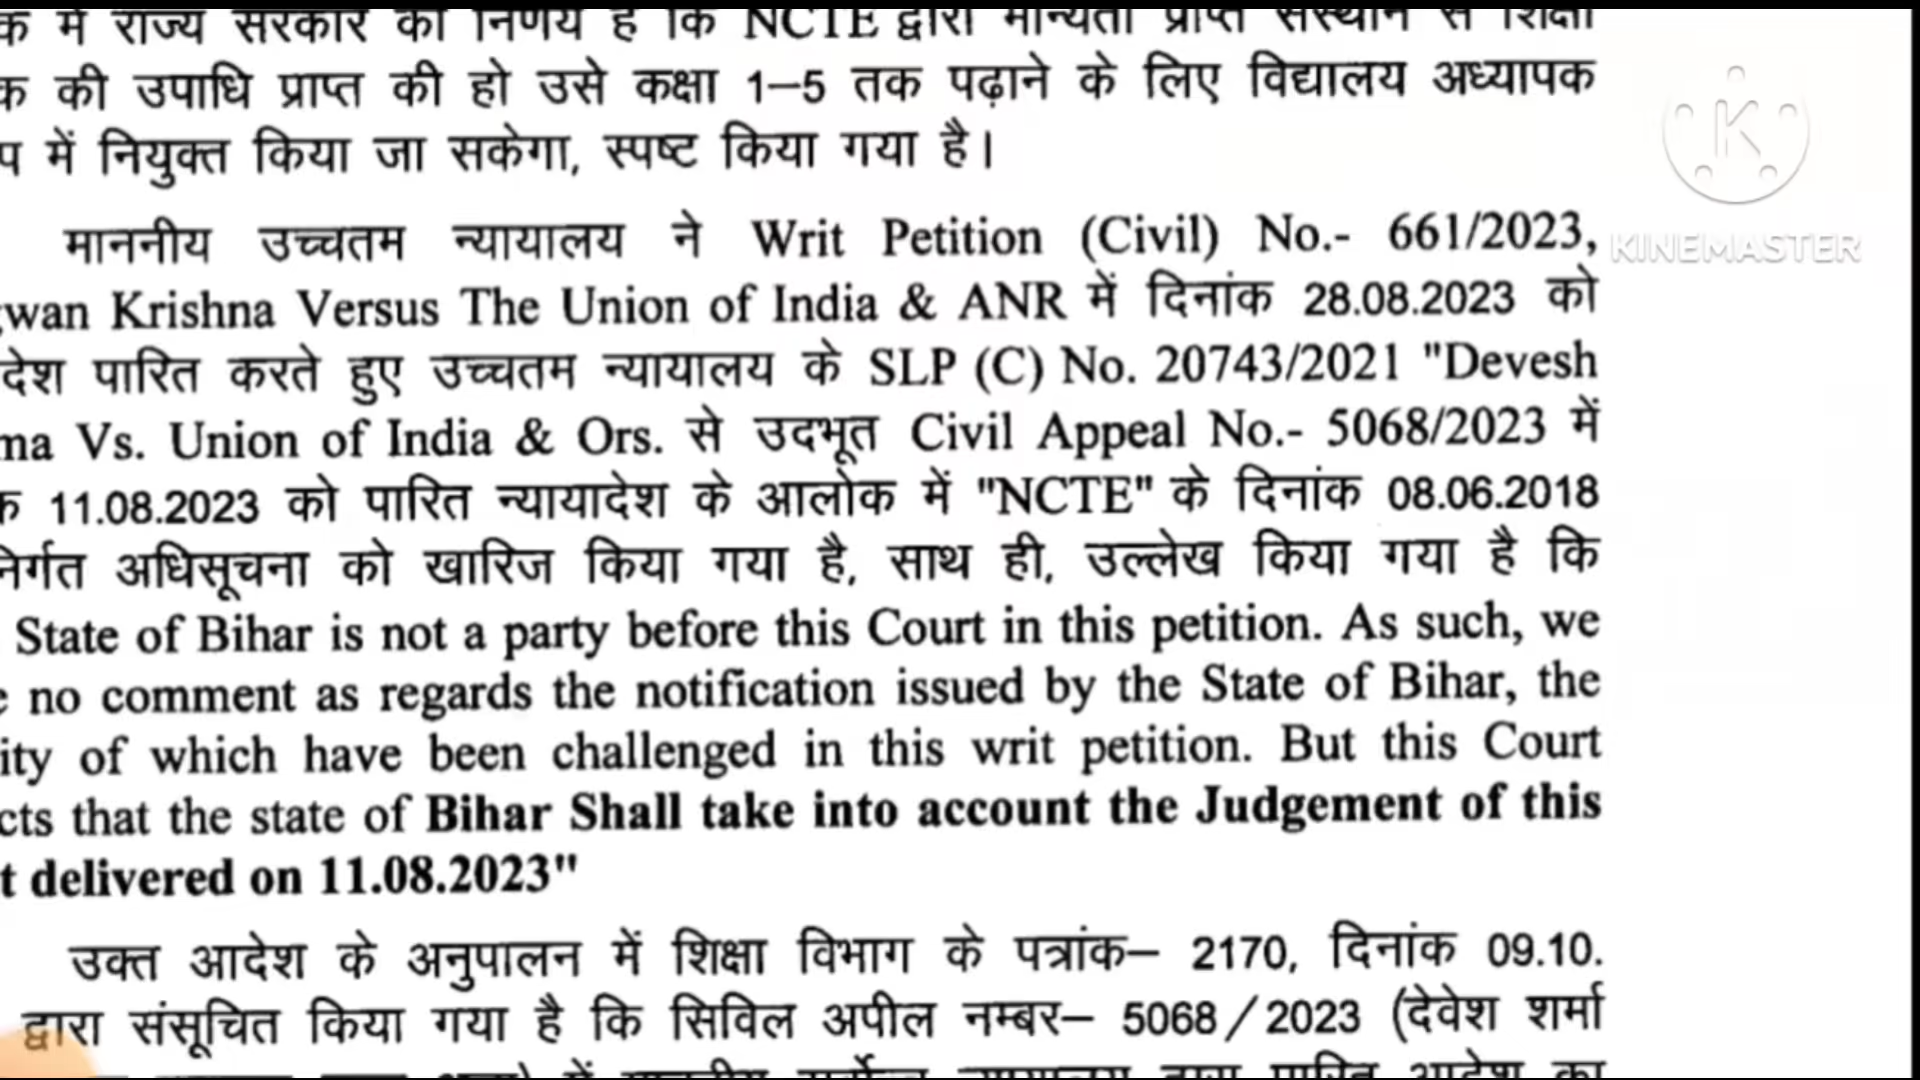 क में राज्य सरकार का निर्णय है कि NCTE द्वारा मान्यता प्राप्त संस्थान से शिक्षा
क की उपाधि प्राप्त की हो उसे कक्षा 1–5 तक पढ़ाने के लिए विद्यालय अध्यापक
प में नियुक्त किया जा सकेगा, स्पष्ट किया गया है।
माननीय उच्चतम न्यायालय ने Writ Petition (Civil) No.- 661/2023,
wan Krishna Versus The Union of India & ANR में दिनांक 28.08.2023 को
देश पारित करते हुए उच्चतम न्यायालय के SLP (C) No. 20743/2021 "Devesh
ma Vs. Union of India & Ors. से उदभूत Civil Appeal No.- 5068/2023 में
क 11.08.2023 को पारित न्यायादेश के आलोक में "NCTE" के दिनांक 08.06.2018
निर्गत अधिसूचना को खारिज किया गया है, साथ ही, उल्लेख किया गया है कि
State of Bihar is not a party before this Court in this petition. As such, we
e no comment as regards the notification issued by the State of Bihar, the
ity of which have been challenged in this writ petition. But this Court
cts that the state of Bihar Shall take into account the Judgement of this
t delivered on 11.08.2023"
उक्त आदेश के अनुपालन में शिक्षा विभाग के पत्रांक– 2170, दिनांक 09.10.
द्वारा संसूचित किया गया है कि सिविल अपील नम्बर– 5068/2023 (देवेश शर्मा
KINEMASTER